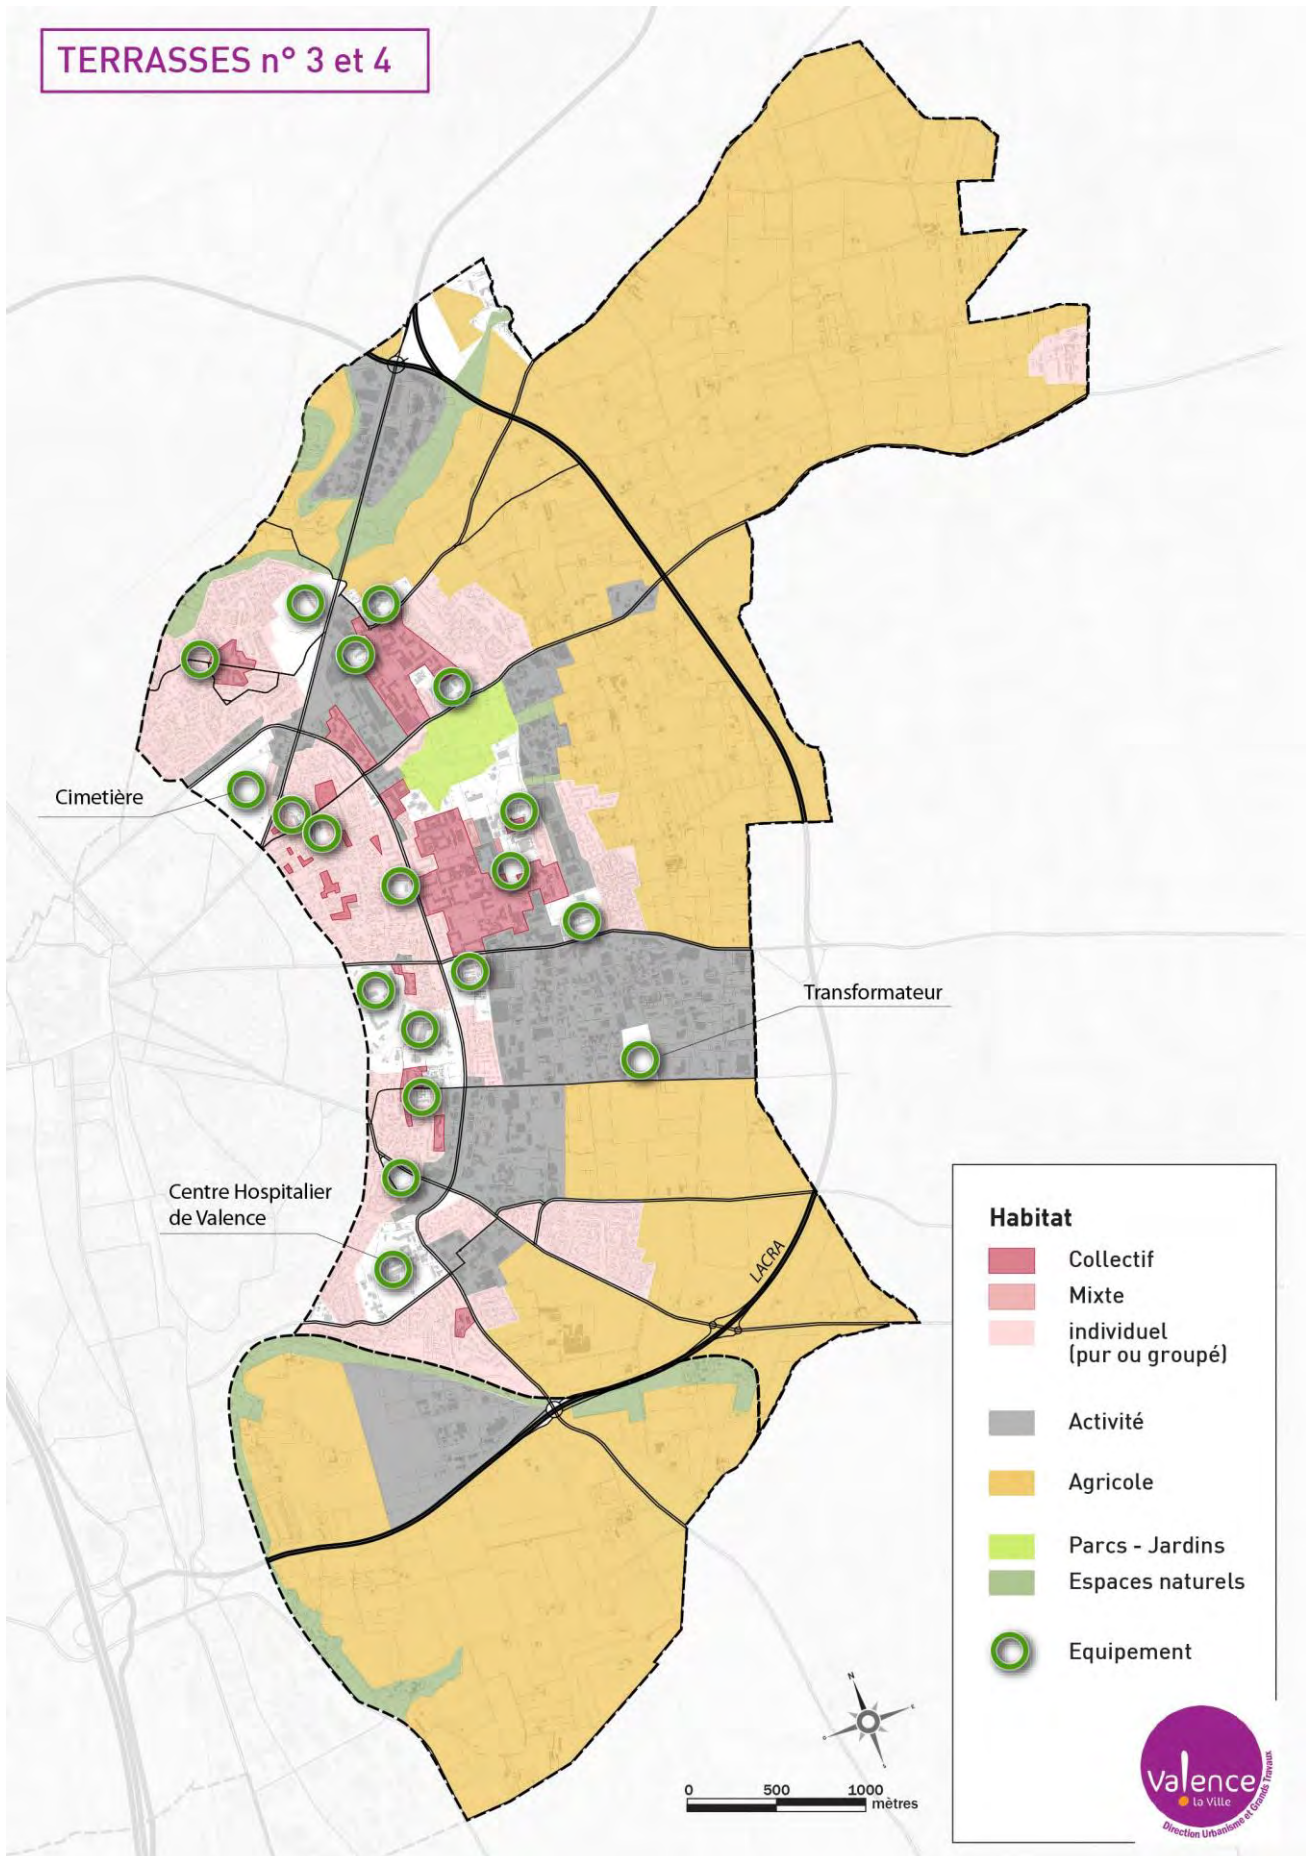 TERRASSES n° 3 et 4
Cimetière
Transformateur
Centre Hospitalier
de Valence
LACRA
Habitat
Collectif
Mixte
individuel
(pur ou groupé)
Activité
Agricole
Parcs - Jardins
Espaces naturels
Equipement
N
E
O
0 500 1000
mètres
Valence
la Ville
Direction Urbanisme et Grands Travaux